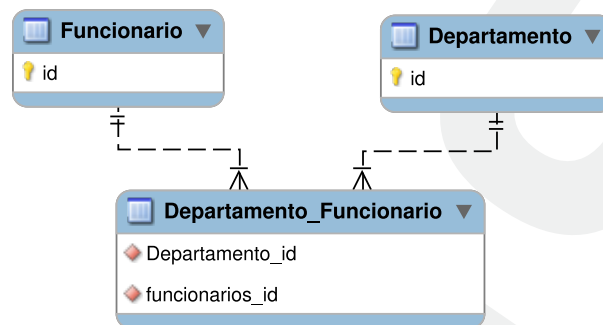 Funcionario
id
Departamento
id
Departamento_Funcionario
Departamento_id
funcionarios_id